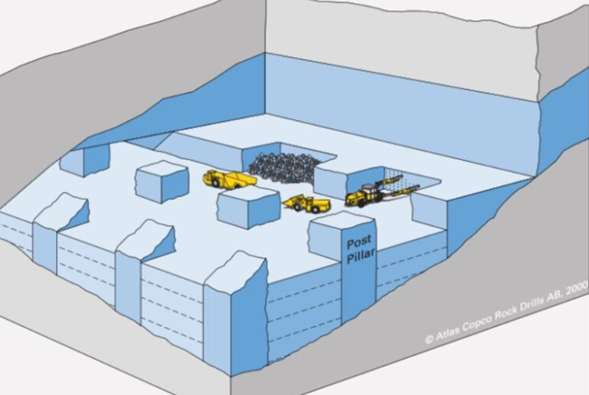 Post
Pillar
© Atlas Copco Rock Drills AB, 2000